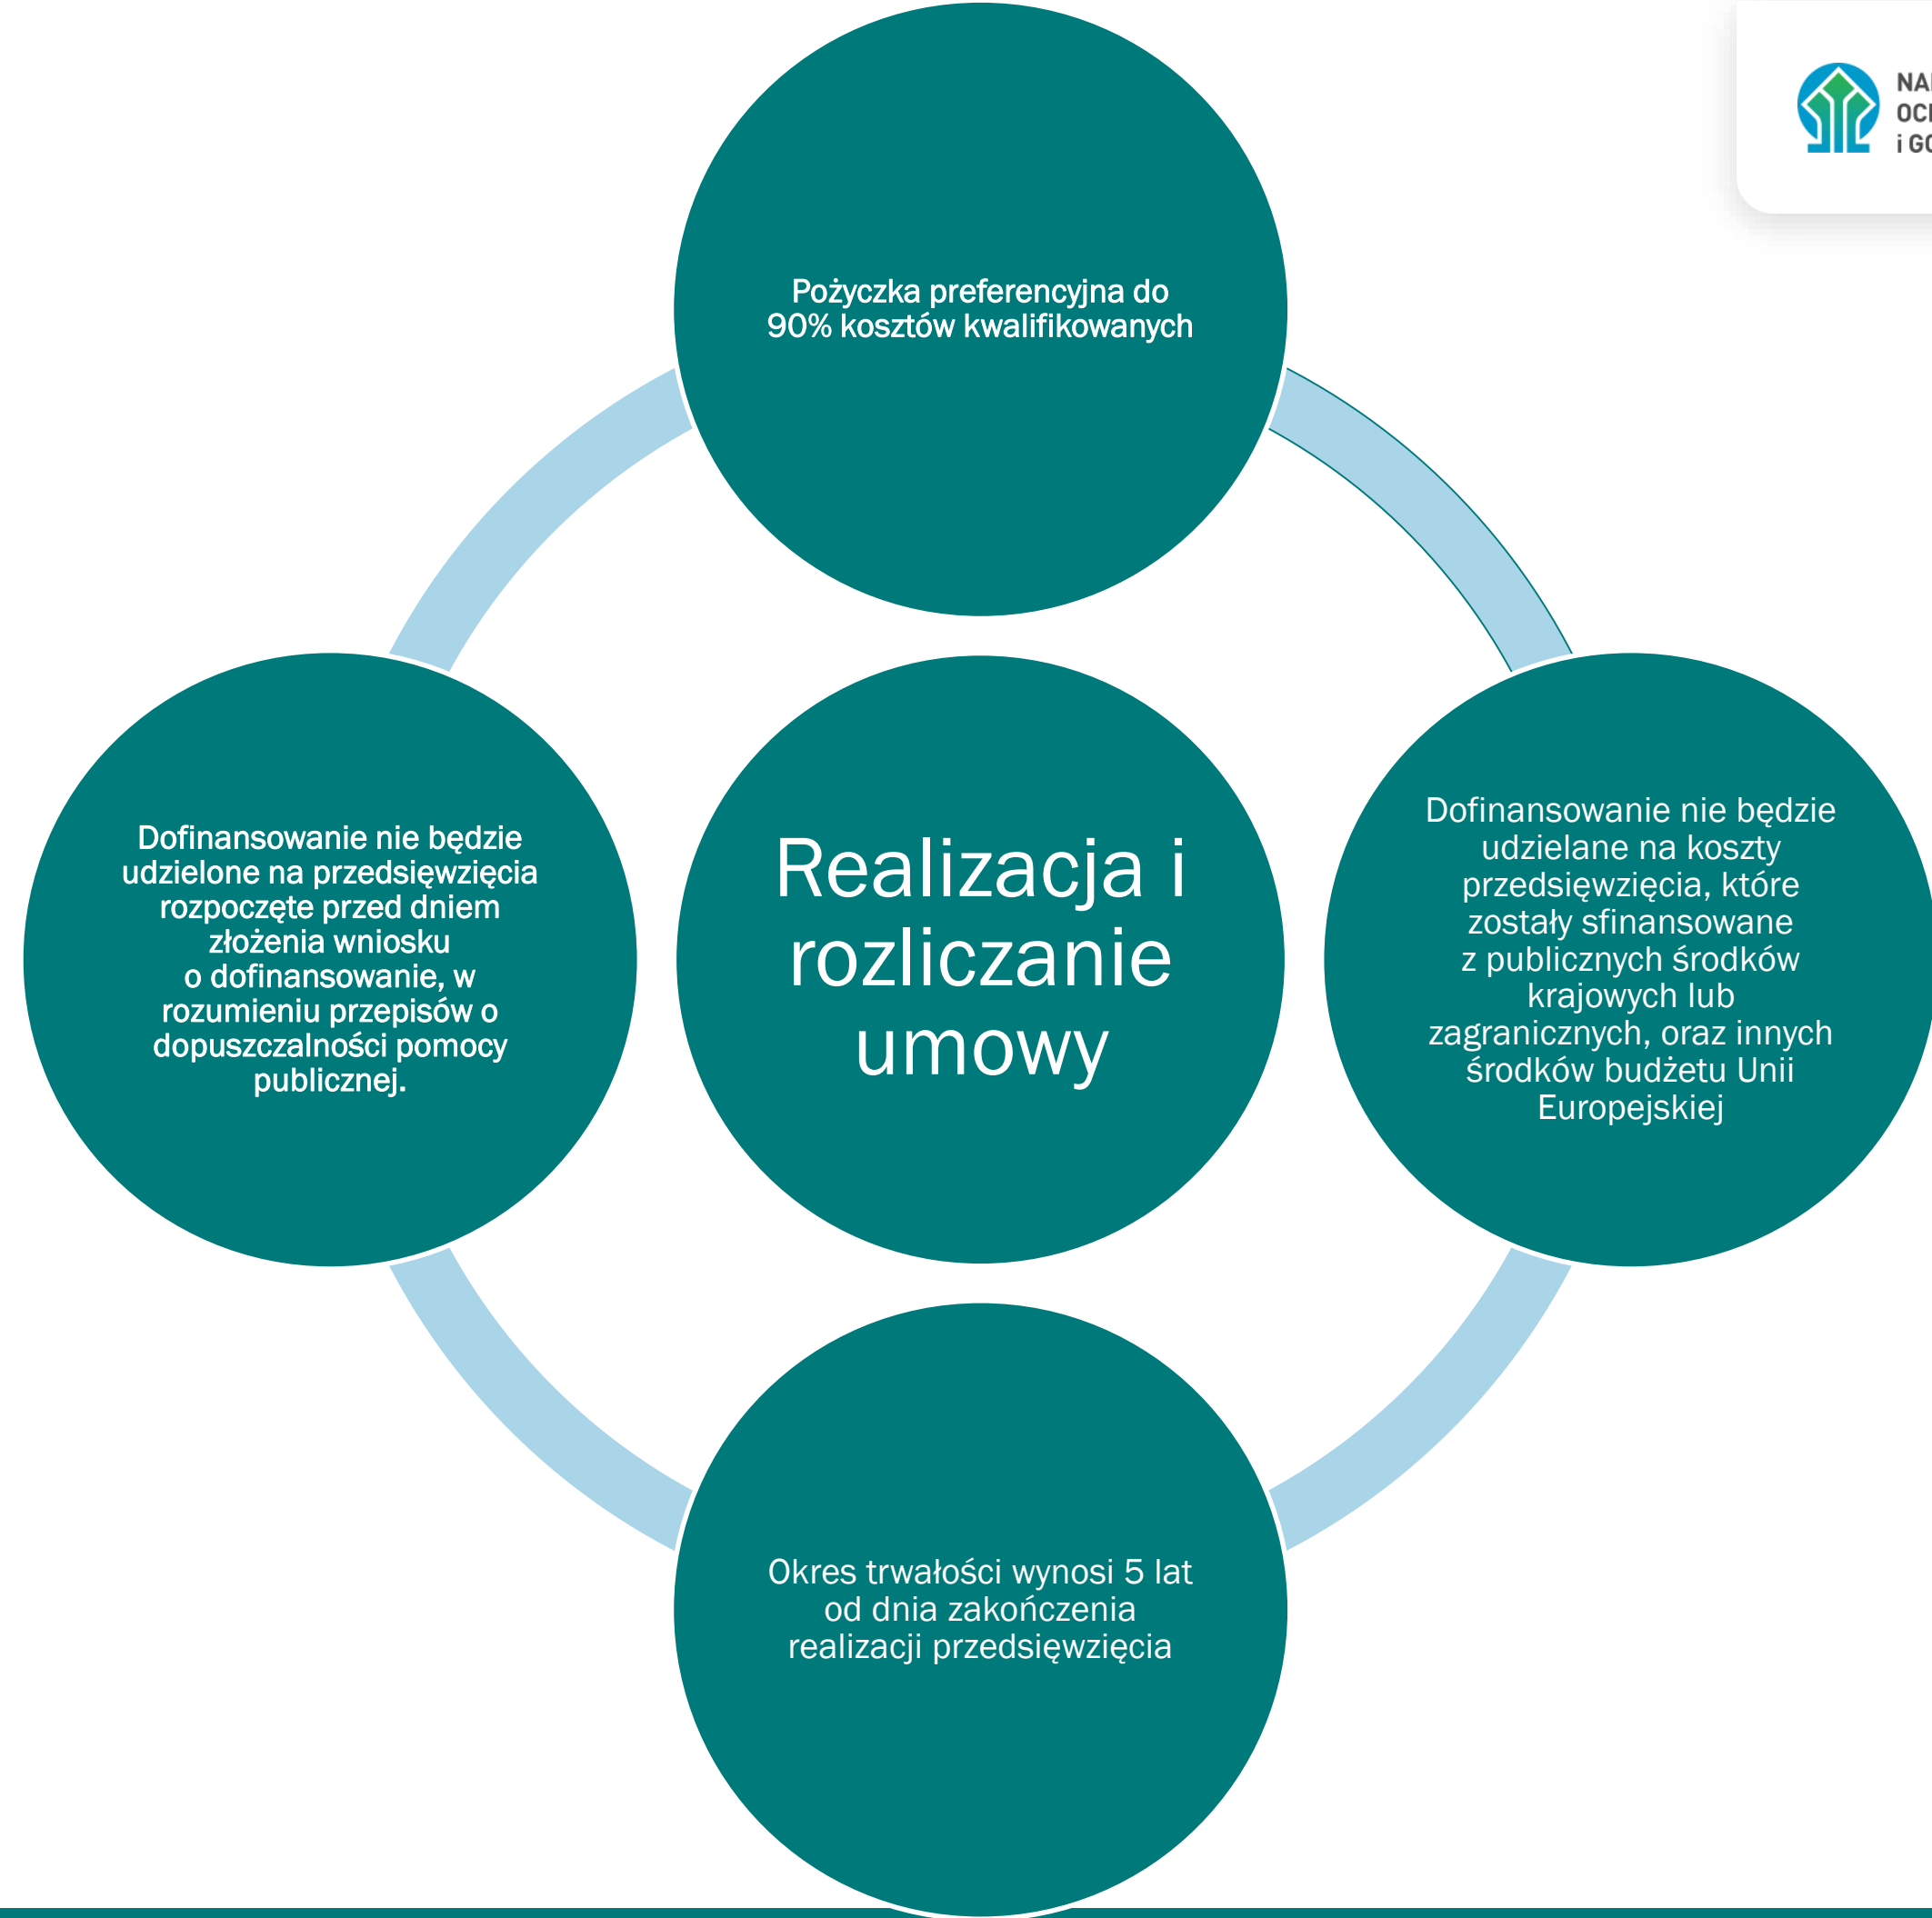 Pożyczka preferencyjna do
90% kosztów kwalifikowanych
Dofinansowanie nie będzie
udzielane na koszty
przedsięwzięcia, które
zostały sfinansowane
z publicznych środków
krajowych lub
zagranicznych, oraz innych
środków budżetu Unii
Europejskiej
Okres trwałości wynosi 5 lat
od dnia zakończenia
realizacji przedsięwzięcia
Dofinansowanie nie będzie
udzielone na przedsięwzięcia
rozpoczęte przed dniem
złożenia wniosku
o dofinansowanie, w
rozumieniu przepisów o
dopuszczalności pomocy
publicznej.
Realizacja i
rozliczanie
umowy
i